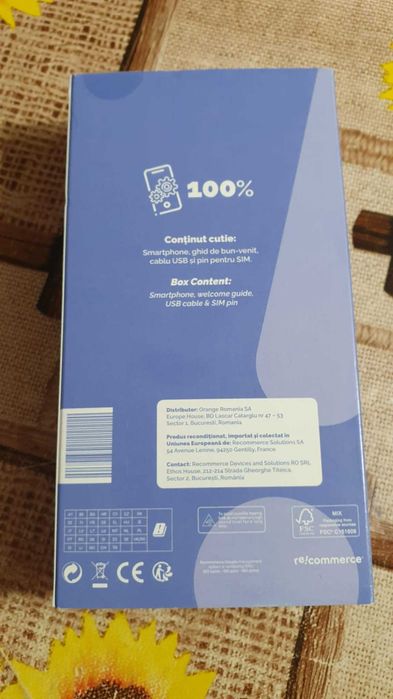 100%
Conținut cutie:
Smartphone, ghid de bun-venit,
cablu USB și pin pentru SIM.
Box Content:
Smartphone, welcome guide,
USB cable & SIM pin
Distribuitor: Orange Romania SA
Europe House, BD Lascar Catargiu nr 47 – 53
Sector 1, Bucuresti, Romania
Produs recondiționat, importat și colectat în
Uniunea Europeană de: Recommerce Solutions SA
54 Avenue Lenine, 94250 Gentilly, France
Contact: Recommerce Devices and Solutions RO SRL
Ethos House, 212-214 Strada Gheorghe Țițeica,
Sector 2, București, România
FSC
MIX
re!commerce